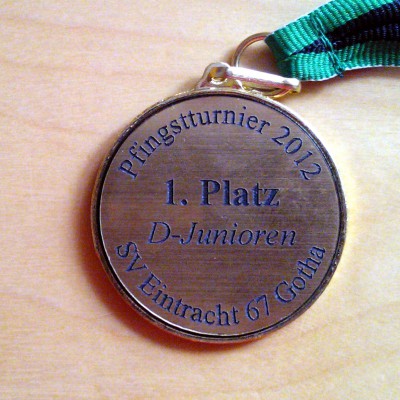 Pfingstturnier 2012
1. Platz
D-Junioren
SV Eintracht 67 Gotha